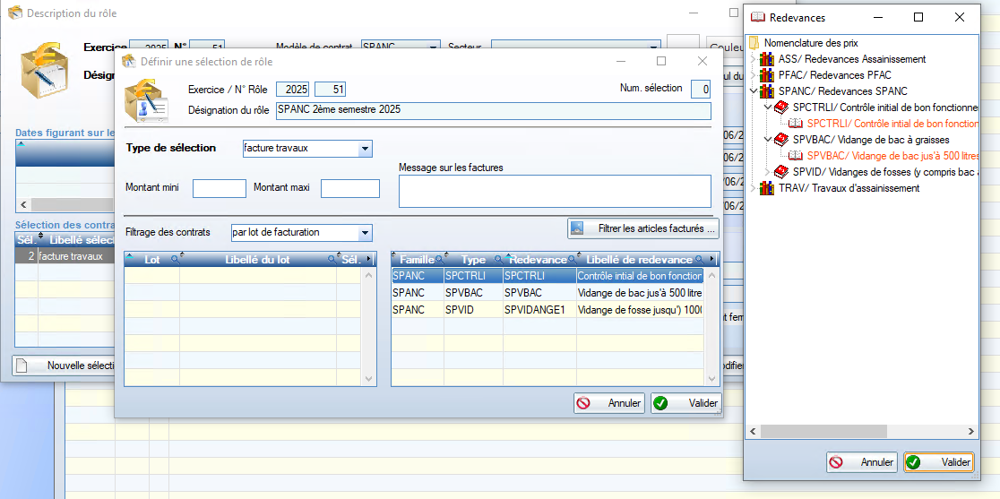 Description du rôle
Exercice 2025 N° 51 Modèle de contrat SPANC Secteur Couleu
Désign
Dates figurant sur les
Sélection des contra
Sél. Libellé sélect
2 facture travaux
Nouvelle sélecti
Définir une sélection de rôle
Exercice / N° Rôle 2025 51 Num. sélection 0
Désignation du rôle SPANC 2ème semestre 2025
Type de sélection facture travaux
Message sur les factures
Montant mini Montant maxi
Filtrage des contrats par lot de facturation Filtrer les articles facturés ...
Lot Libellé du lot Sél.
Famille Type Redevance Libellé de redevance
SPANC SPCTRLI SPCTRLI Contrôle intial de bon fonction
SPANC SPVBAC SPVBAC Vidange de bac jus'à 500 litre
SPANC SPVID SPVIDANGE1 Vidange de fosse jusqu') 1000
Annuler Valider
ul du
06/2
06/2
/06/2
06/2
t fem
odifier
Redevances
Nomenclature des prix
ASS/ Redevances Assainissement
PFAC/ Redevances PFAC
SPANC/ Redevances SPANC
SPCTRLI/ Contrôle initial de bon fonctionne
SPCTRLI/ Contrôle intial de bon fonction
SPVBAC/ Vidange de bac à graisses
SPVBAC/ Vidange de bac jus'à 500 litres
SPVID/ Vidanges de fosses (y compris bac à
TRAV/ Travaux d'assainissement
Annuler Valider